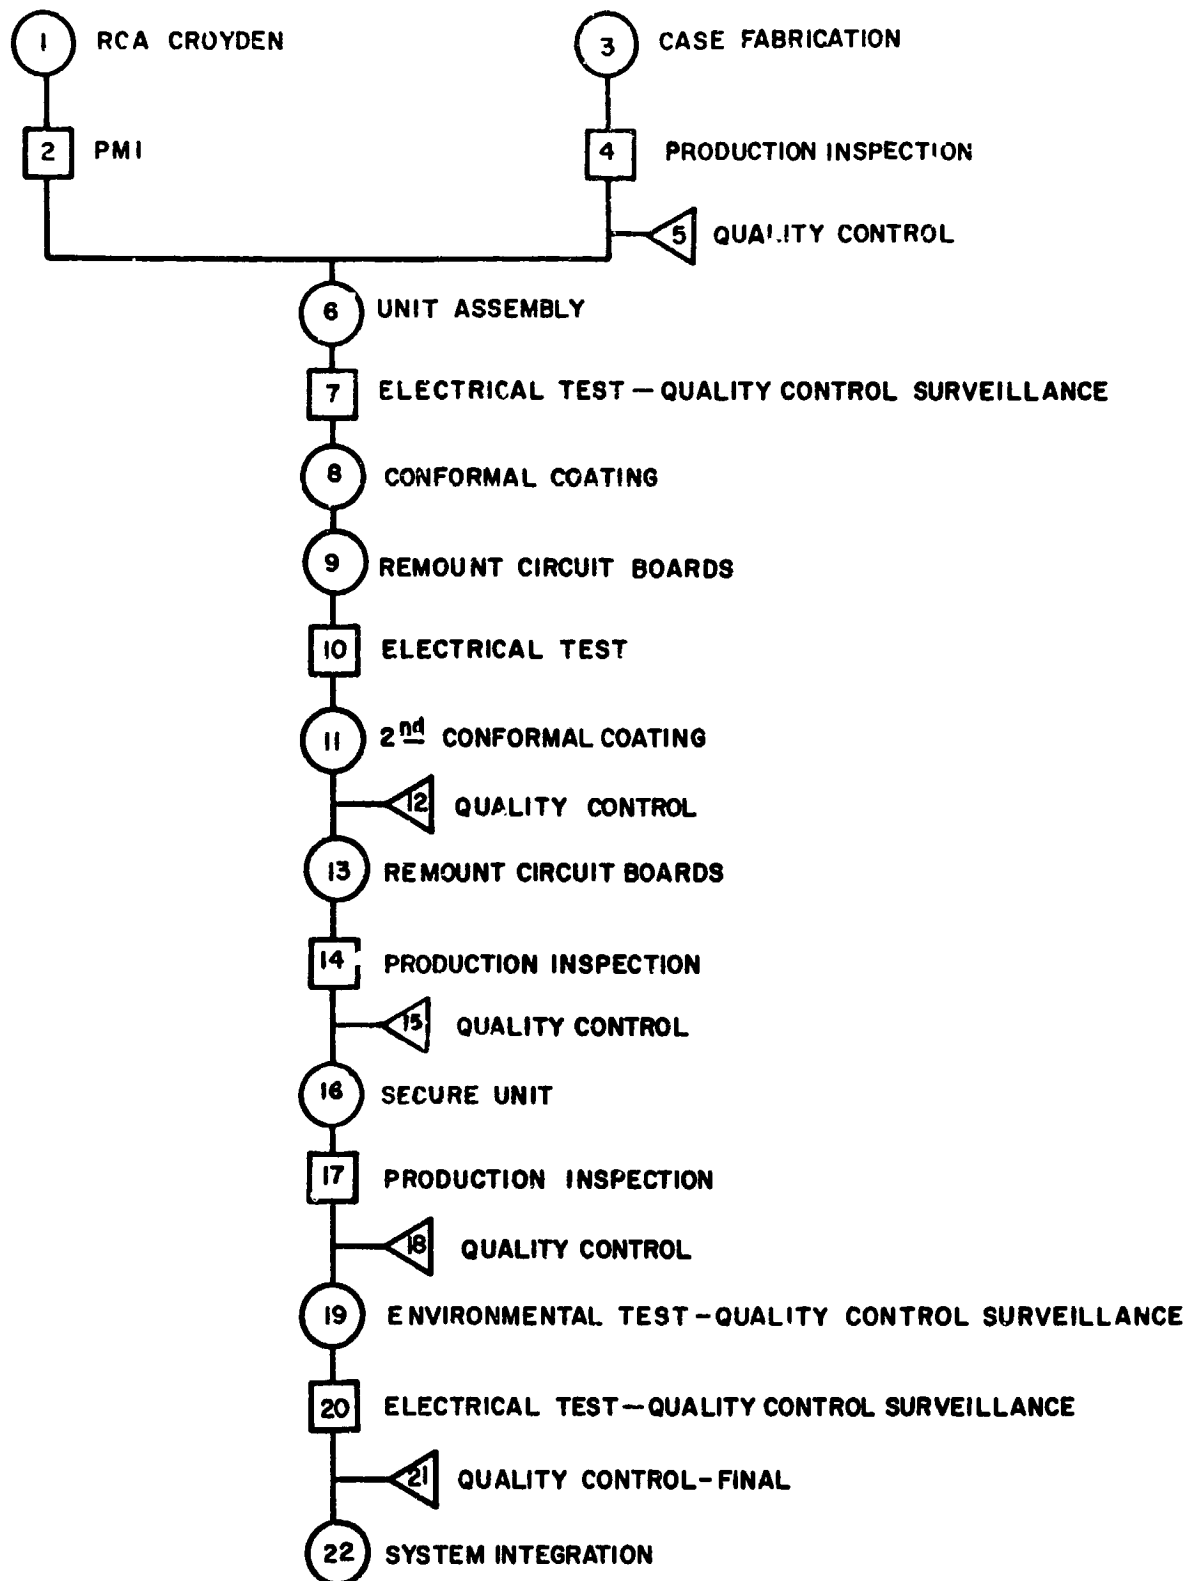 1 RCA CROYDEN
3 CASE FABRICATION
2 PMI
4 PRODUCTION INSPECTION
5 QUALITY CONTROL
6 UNIT ASSEMBLY
7 ELECTRICAL TEST — QUALITY CONTROL SURVEILLANCE
8 CONFORMAL COATING
9 REMOUNT CIRCUIT BOARDS
10 ELECTRICAL TEST
11 2nd CONFORMAL COATING
12 QUALITY CONTROL
13 REMOUNT CIRCUIT BOARDS
14 PRODUCTION INSPECTION
15 QUALITY CONTROL
16 SECURE UNIT
17 PRODUCTION INSPECTION
18 QUALITY CONTROL
19 ENVIRONMENTAL TEST – QUALITY CONTROL SURVEILLANCE
20 ELECTRICAL TEST — QUALITY CONTROL SURVEILLANCE
21 QUALITY CONTROL – FINAL
22 SYSTEM INTEGRATION